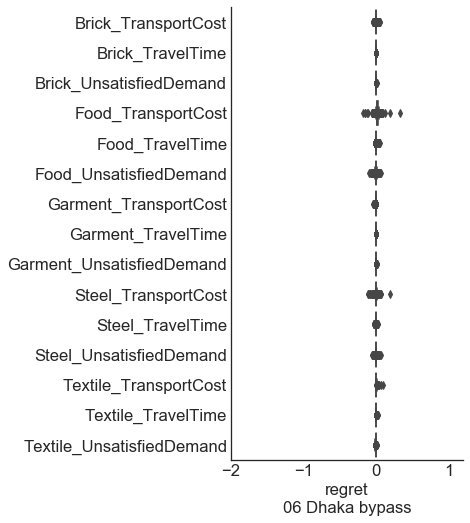 Brick_TransportCost
Brick_TravelTime
Brick_UnsatisfiedDemand
Food_TransportCost
Food_TravelTime
Food_UnsatisfiedDemand
Garment_TransportCost
Garment_TravelTime
Garment_UnsatisfiedDemand
Steel_TransportCost
Steel_TravelTime
Steel_UnsatisfiedDemand
Textile_TransportCost
Textile_TravelTime
Textile_UnsatisfiedDemand
−2 −1 0 1
regret
06 Dhaka bypass